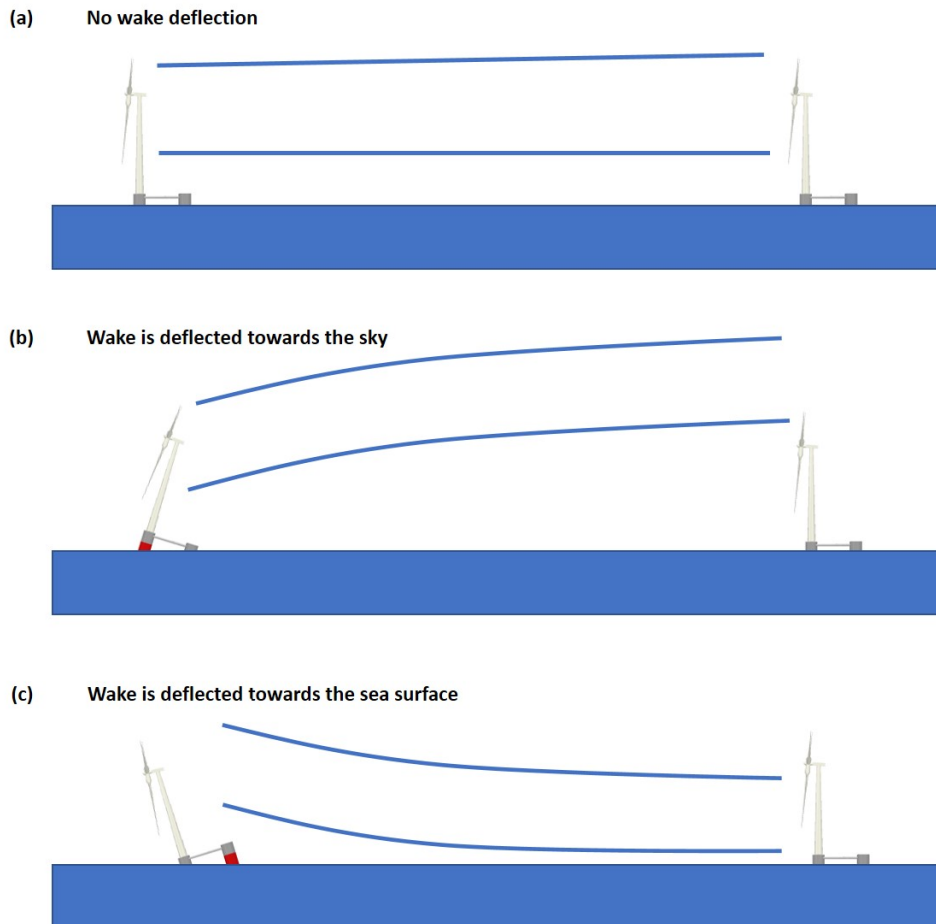 (a) No wake deflection
(b) Wake is deflected towards the sky
(c) Wake is deflected towards the sea surface